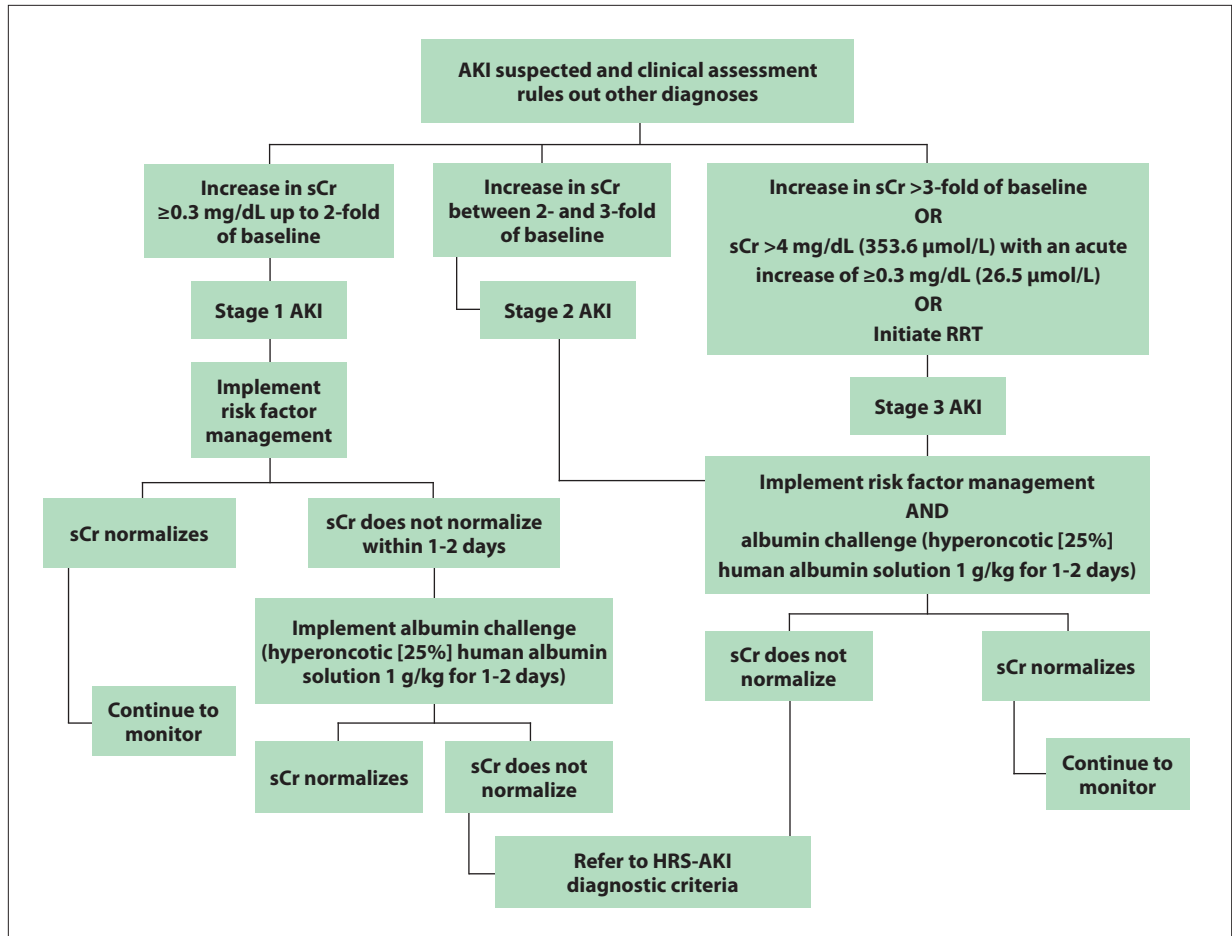 AKI suspected and clinical assessment
rules out other diagnoses
Increase in sCr
≥0.3 mg/dL up to 2-fold
of baseline
Increase in sCr
between 2- and 3-fold
of baseline
Increase in sCr >3-fold of baseline
OR
sCr >4 mg/dL (353.6 µmol/L) with an acute
increase of ≥0.3 mg/dL (26.5 µmol/L)
OR
Initiate RRT
Stage 1 AKI
Stage 2 AKI
Stage 3 AKI
Implement
risk factor
management
Implement risk factor management
AND
albumin challenge (hyperoncotic [25%]
human albumin solution 1 g/kg for 1-2 days)
sCr normalizes
sCr does not normalize
within 1-2 days
Implement albumin challenge
(hyperoncotic [25%] human albumin
solution 1 g/kg for 1-2 days)
sCr does not
normalize
sCr normalizes
Continue to
monitor
sCr normalizes
sCr does not
normalize
Continue to
monitor
Refer to HRS-AKI
diagnostic criteria